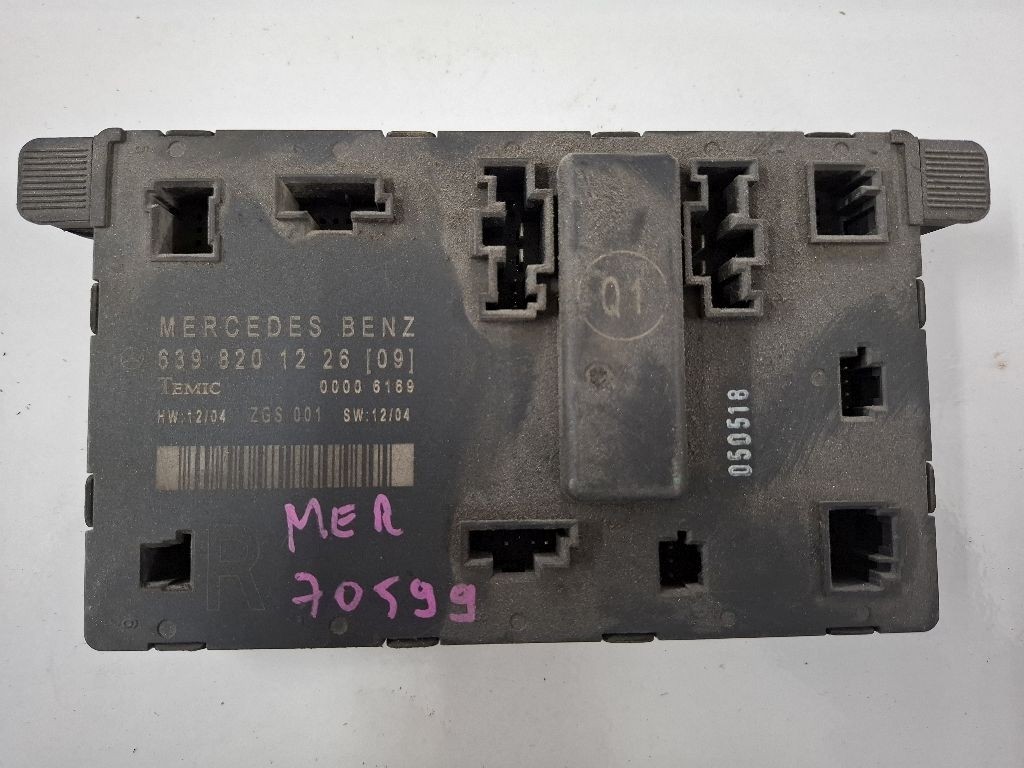 MERCEDES BENZ
639 820 12 26 [09]
TEMIC 0000 6169
HW:12/04 ZGS 001 SW:12/04
R
MER
70599
Q1
050518